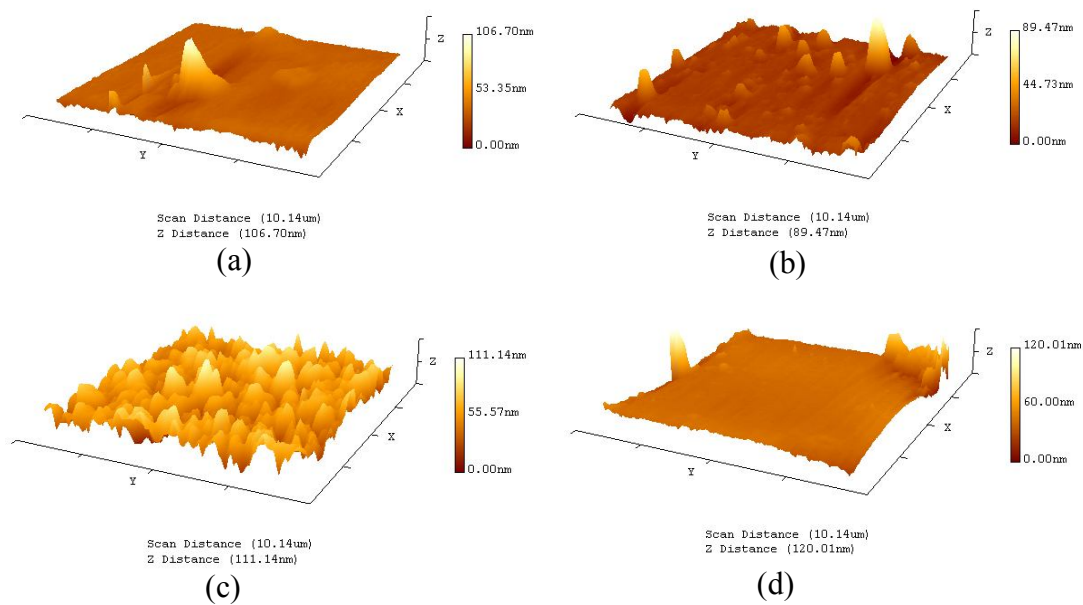 Z
106.70nm
53.35nm
0.00nm
X
Y
Scan Distance (10.14um)
Z Distance (106.70nm)
(a)
Z
89.47nm
44.73nm
0.00nm
X
Y
Scan Distance (10.14um)
Z Distance (89.47nm)
(b)
Z
111.14nm
55.57nm
0.00nm
X
Y
Scan Distance (10.14um)
Z Distance (111.14nm)
(c)
Z
120.01nm
60.00nm
0.00nm
X
Y
Scan Distance (10.14um)
Z Distance (120.01nm)
(d)